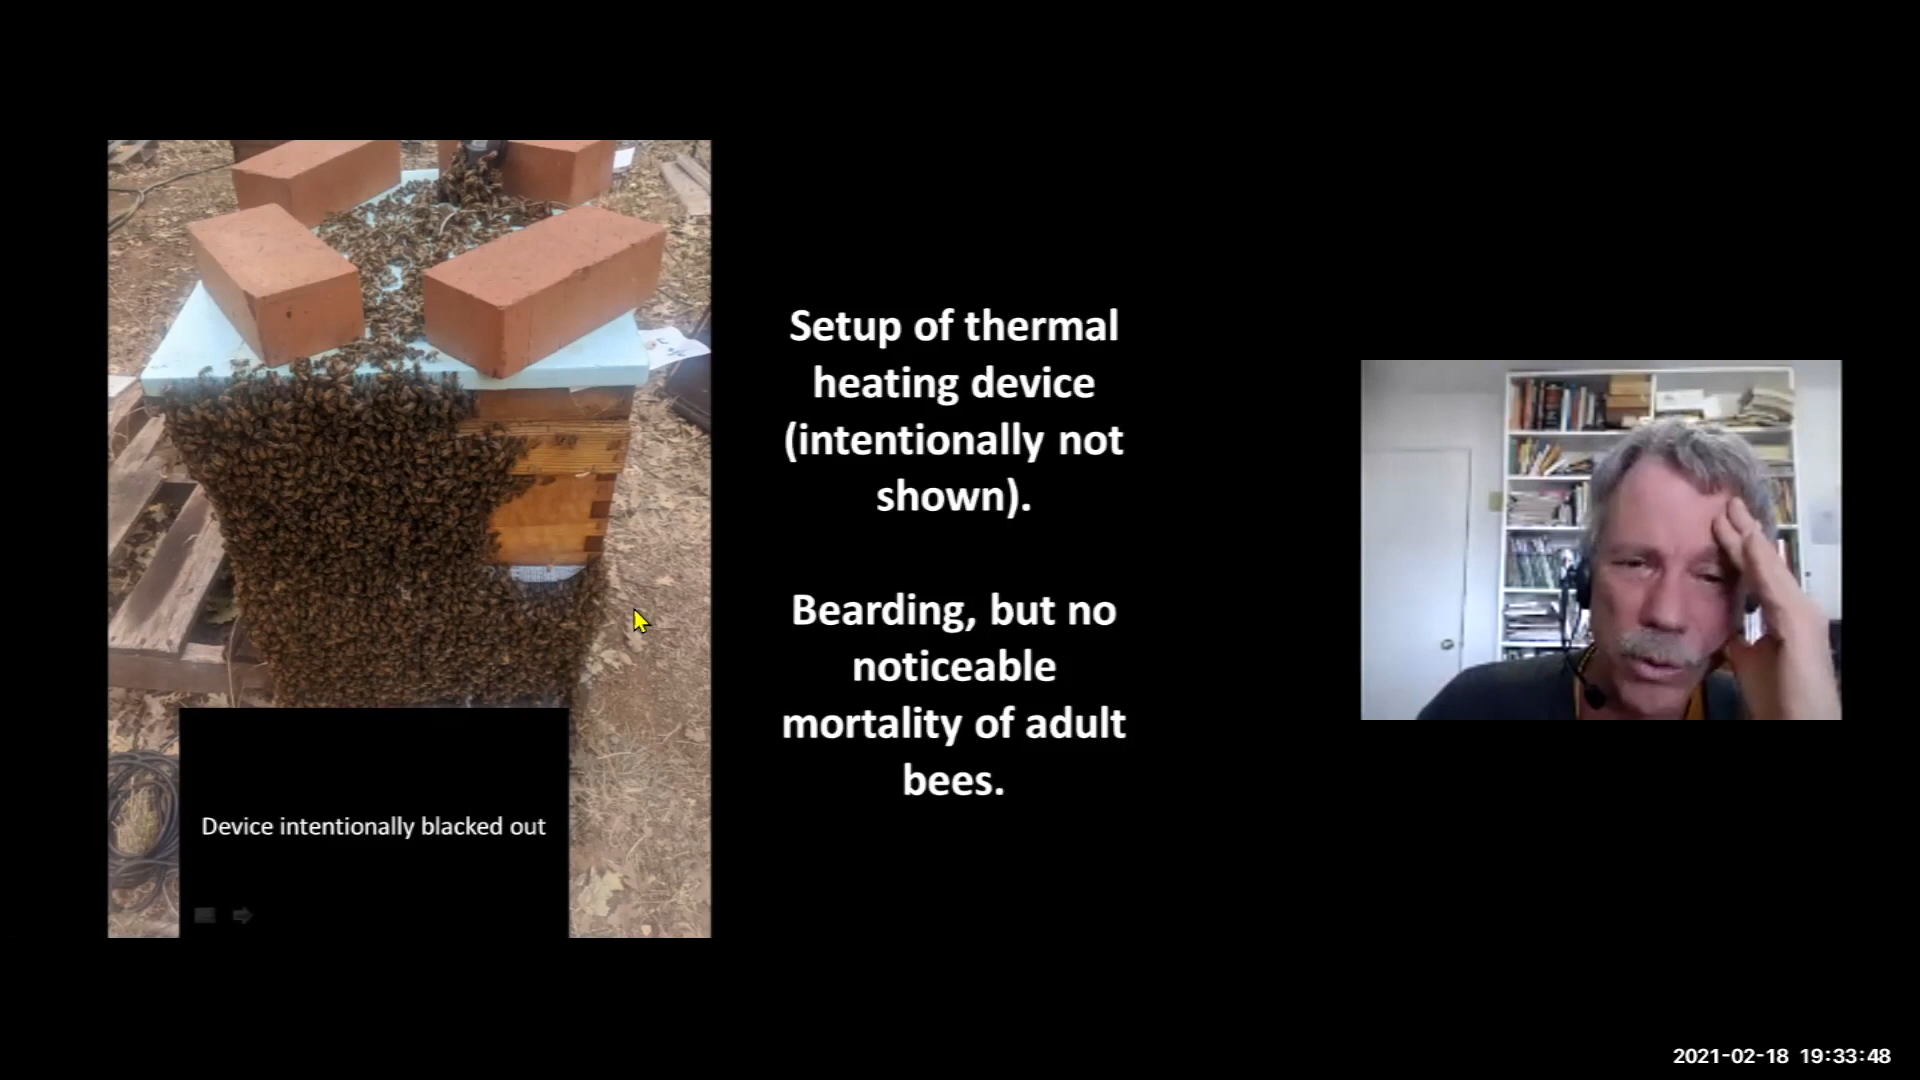 Setup of thermal
heating device
(intentionally not
shown).
Bearding, but no
noticeable
mortality of adult
bees.
Device intentionally blacked out
2021-02-18 19:33:48